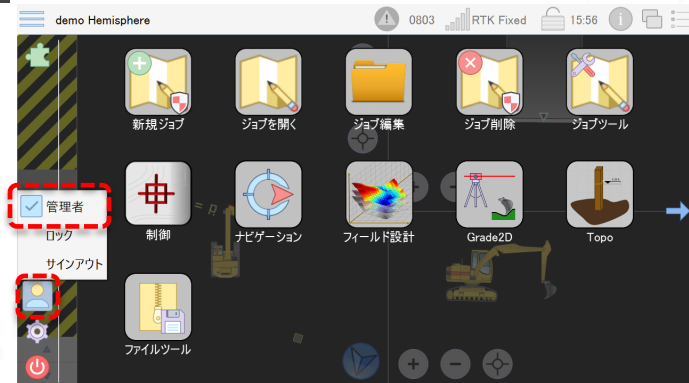 demo Hemisphere
0803
RTK Fixed
15:56
新規ジョブ
ジョブを開く
ジョブ編集
ジョブ削除
ジョブツール
管理者
ロック
サインアウト
制御
ナビゲーション
フィールド設計
Grade2D
Topo
ファイルツール